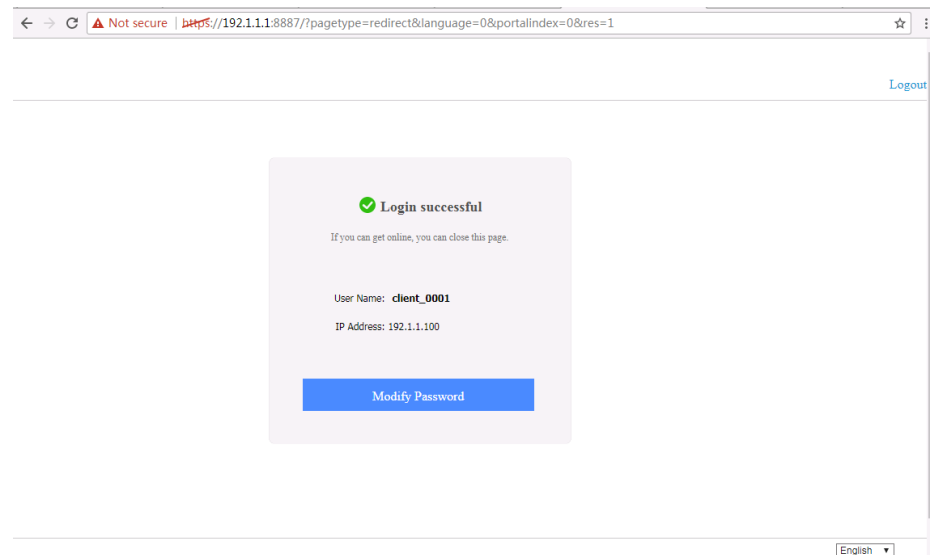 Not secure | https://192.1.1.1:8887/?pagetype=redirect&language=0&portalindex=0&res=1
Logout
Login successful
If you can get online, you can close this page.
User Name: client_0001
IP Address: 192.1.1.100
Modify Password
English